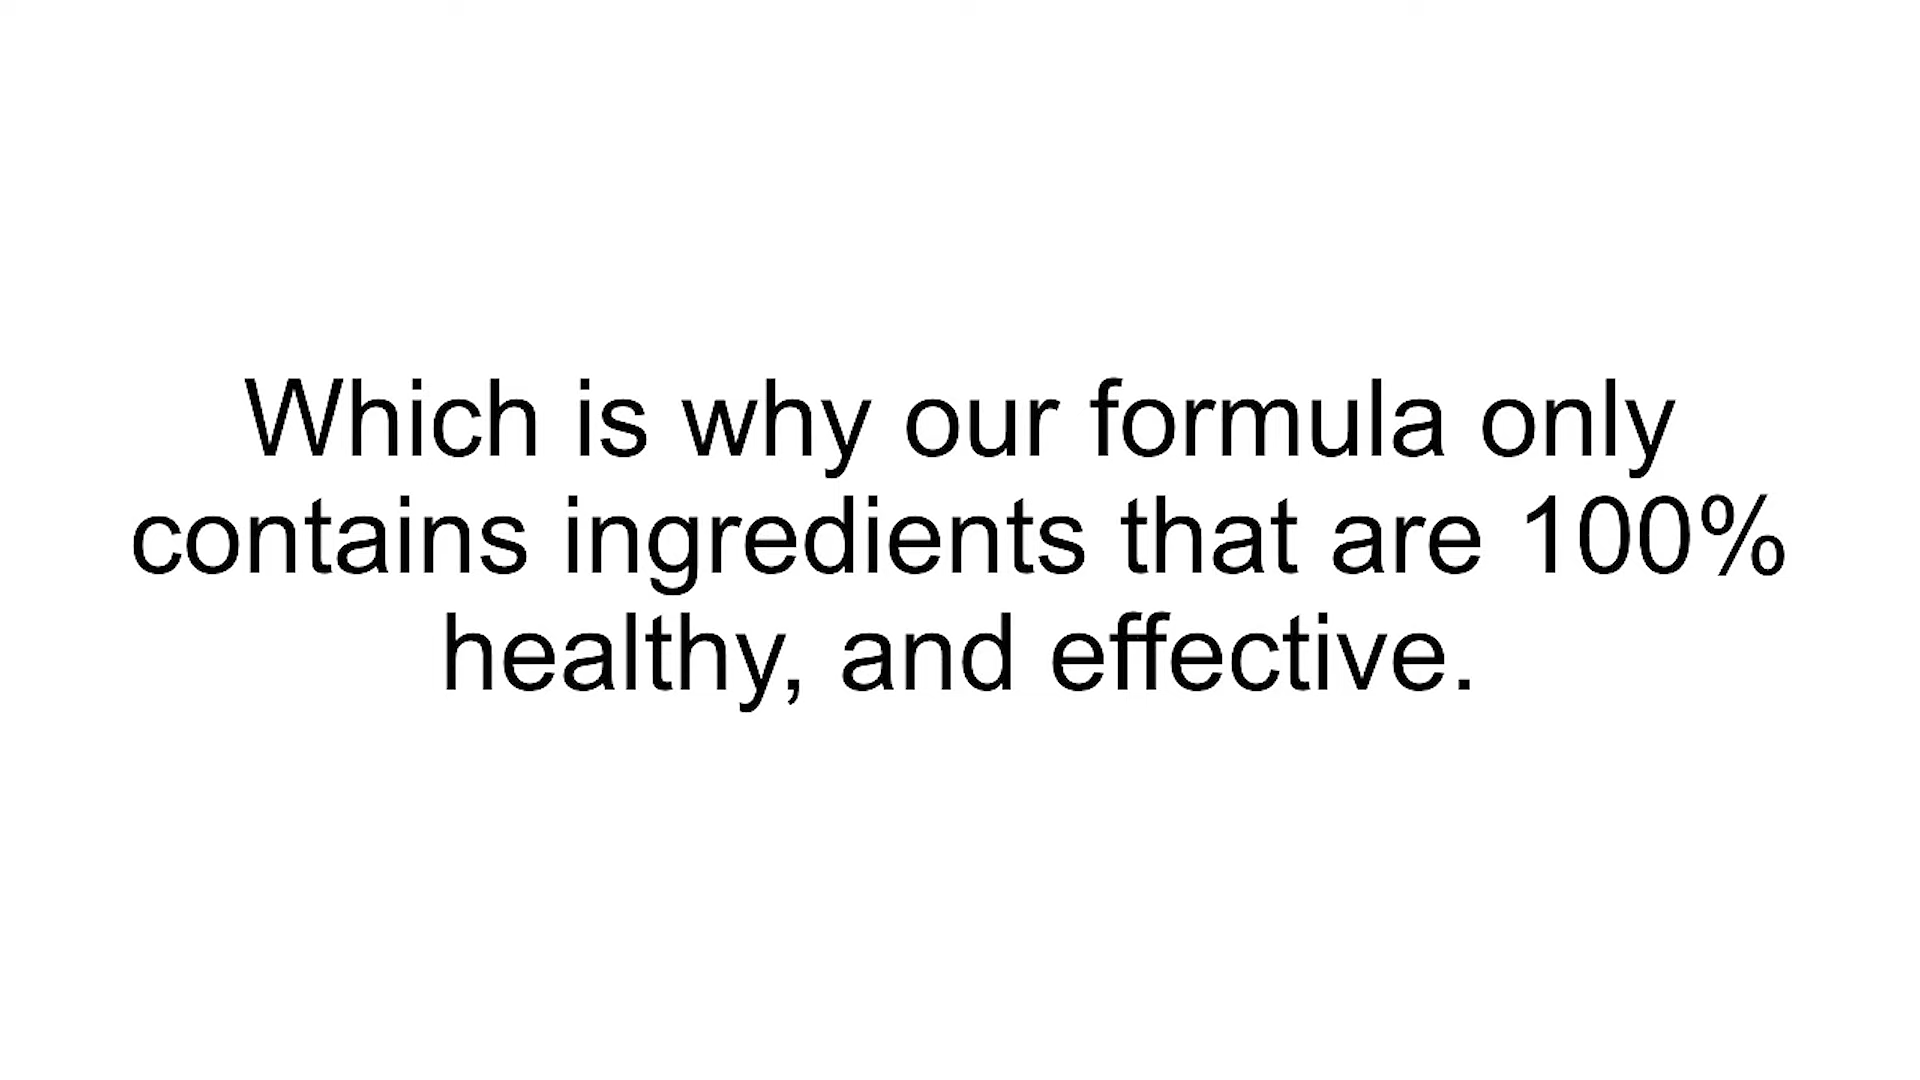 Which is why our formula only
contains ingredients that are 100%
healthy, and effective.